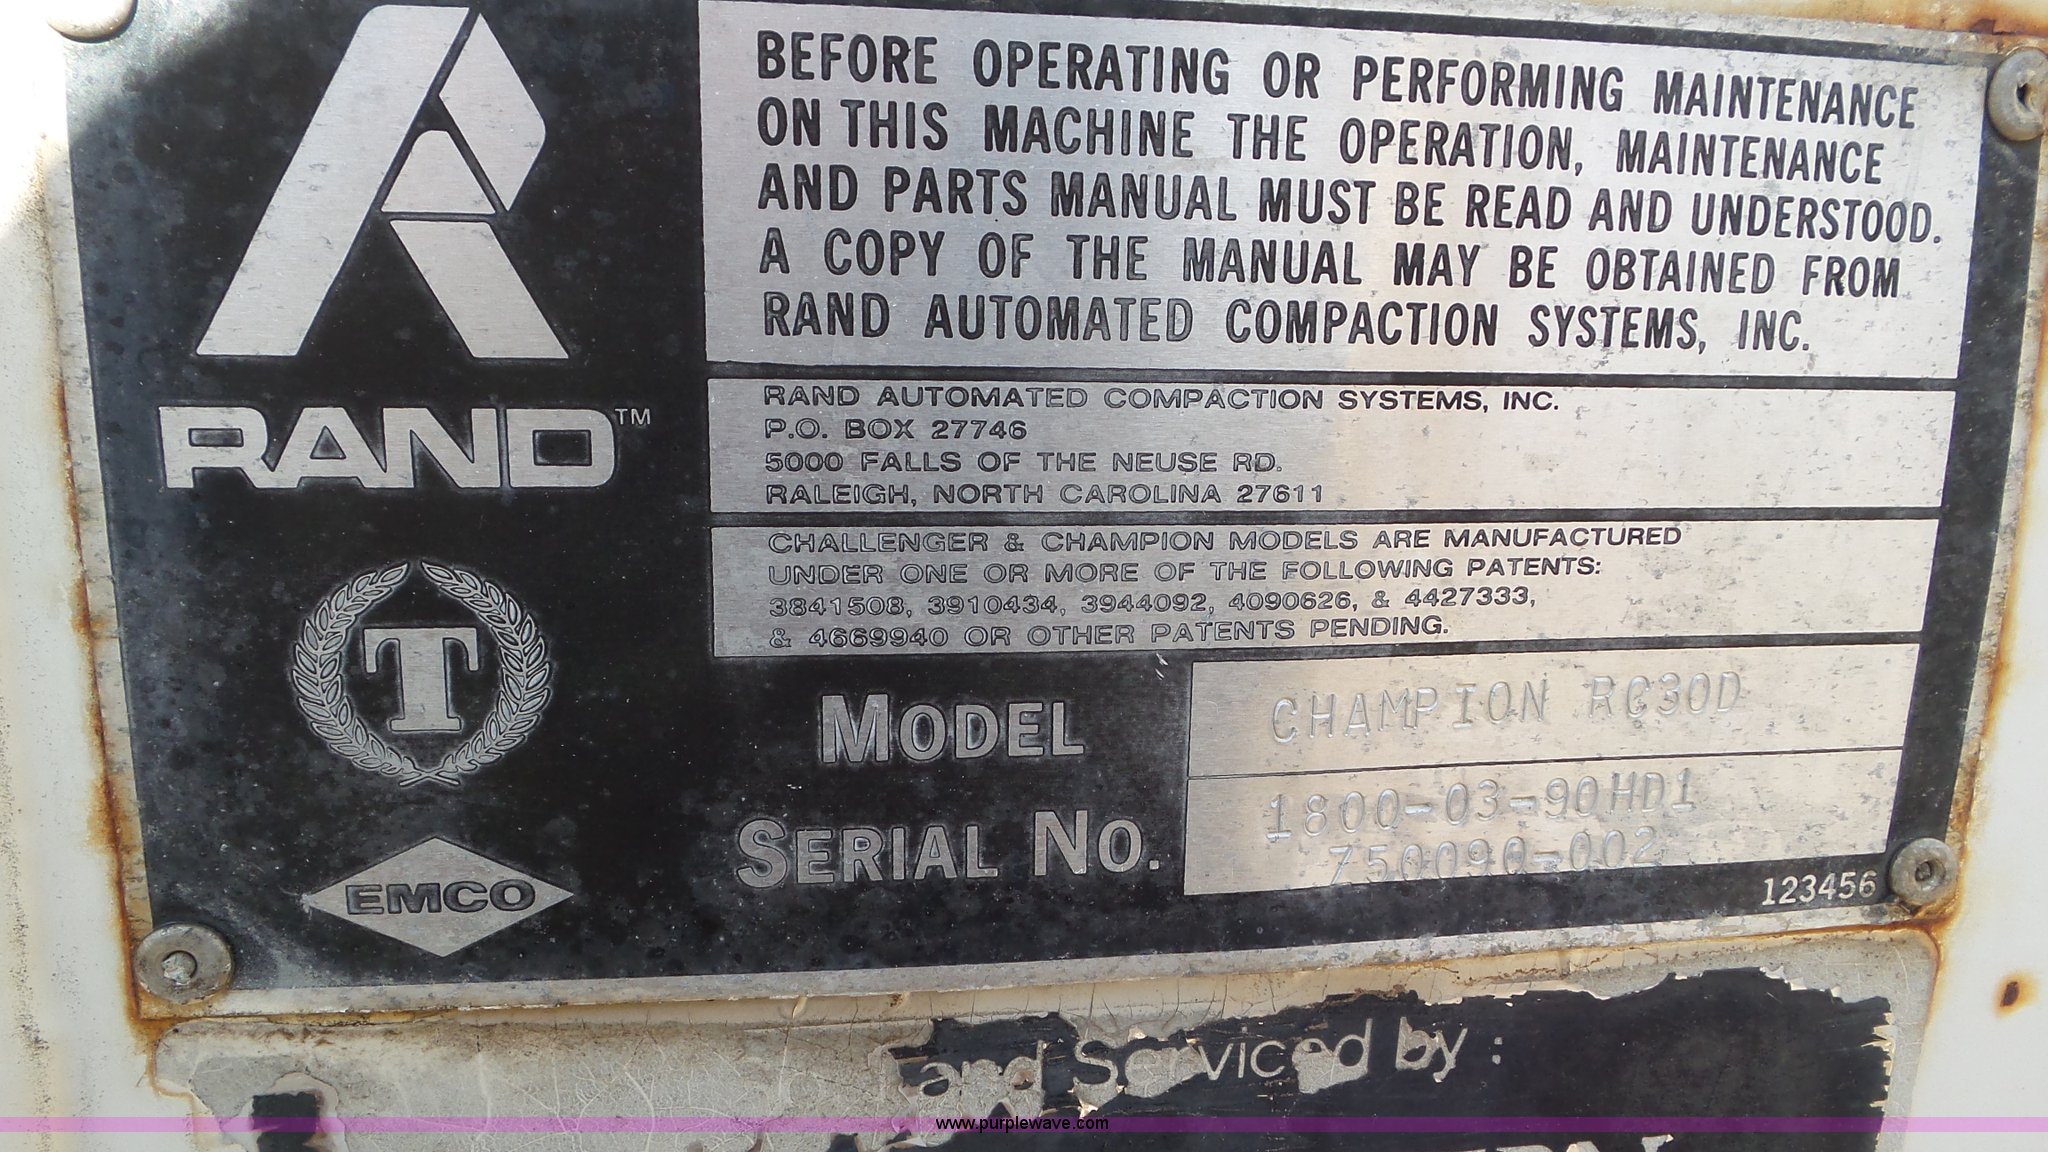 RAND™
T
EMCO
BEFORE OPERATING OR PERFORMING MAINTENANCE
ON THIS MACHINE THE OPERATION, MAINTENANCE
AND PARTS MANUAL MUST BE READ AND UNDERSTOOD.
A COPY OF THE MANUAL MAY BE OBTAINED FROM
RAND AUTOMATED COMPACTION SYSTEMS, INC.
RAND AUTOMATED COMPACTION SYSTEMS, INC.
P.O. BOX 27746
5000 FALLS OF THE NEUSE RD.
RALEIGH, NORTH CAROLINA 27611
CHALLENGER & CHAMPION MODELS ARE MANUFACTURED
UNDER ONE OR MORE OF THE FOLLOWING PATENTS:
3841508, 3910434, 3944092, 4090626, & 4427333,
& 4669940 OR OTHER PATENTS PENDING.
MODEL CHAMPION RC30D
SERIAL NO. 1800-03-90HD1
750090-002
123456
and Serviced by:
www.purplewave.com